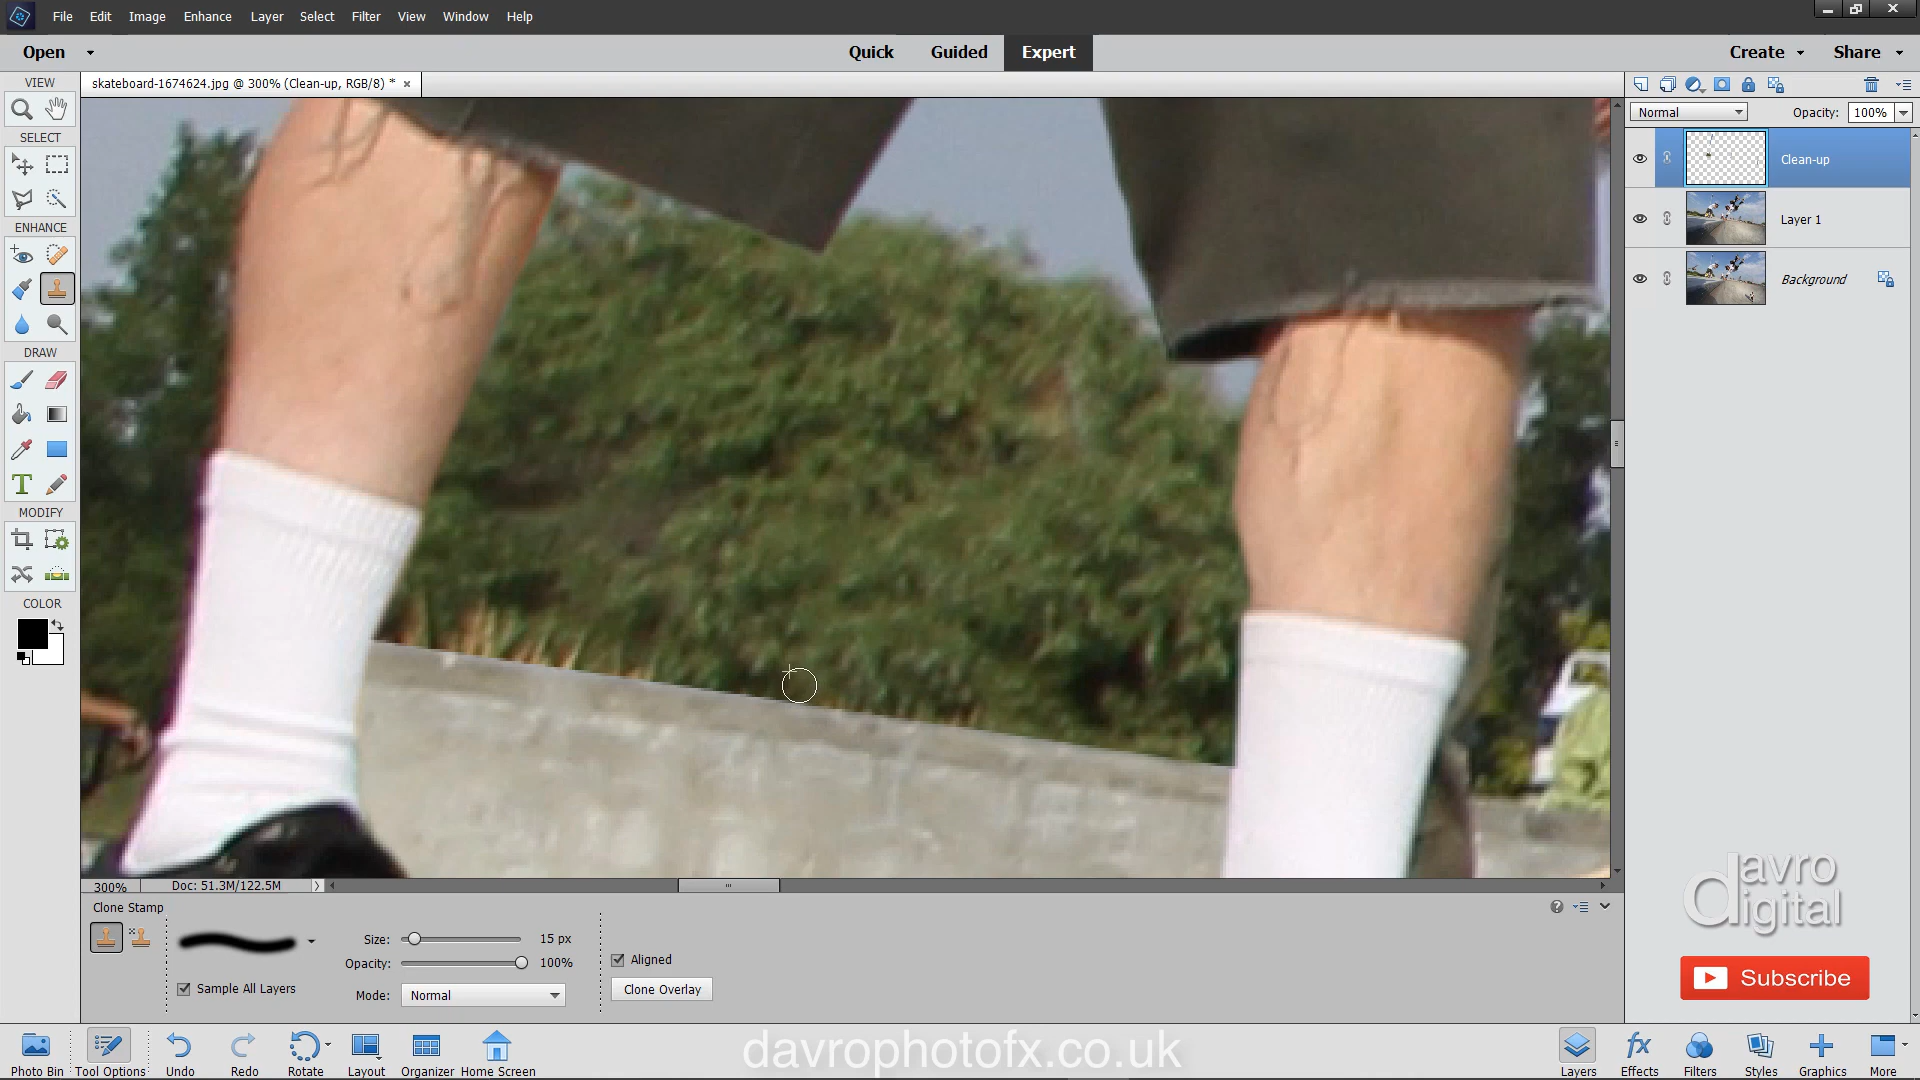 File Edit Image Enhance Layer Select Filter View Window Help
Open Quick Guided Expert Create Share
VIEW skateboard-1674624.jpg @ 300% (Clean-up, RGB/8) * ×
Normal Opacity: 100%
SELECT
Clean-up
Layer 1
ENHANCE
Background
DRAW
T
MODIFY
COLOR
300% Doc: 51.3M/122.5M
Clone Stamp
Size: 15 px
Opacity: 100%
Aligned
Sample All Layers
Mode: Normal
Clone Overlay
davro
digital
Subscribe
Photo Bin Tool Options Undo Redo Rotate Layout Organizer Home Screen
davrophotofx.co.uk
fx
Layers Effects Filters Styles Graphics More